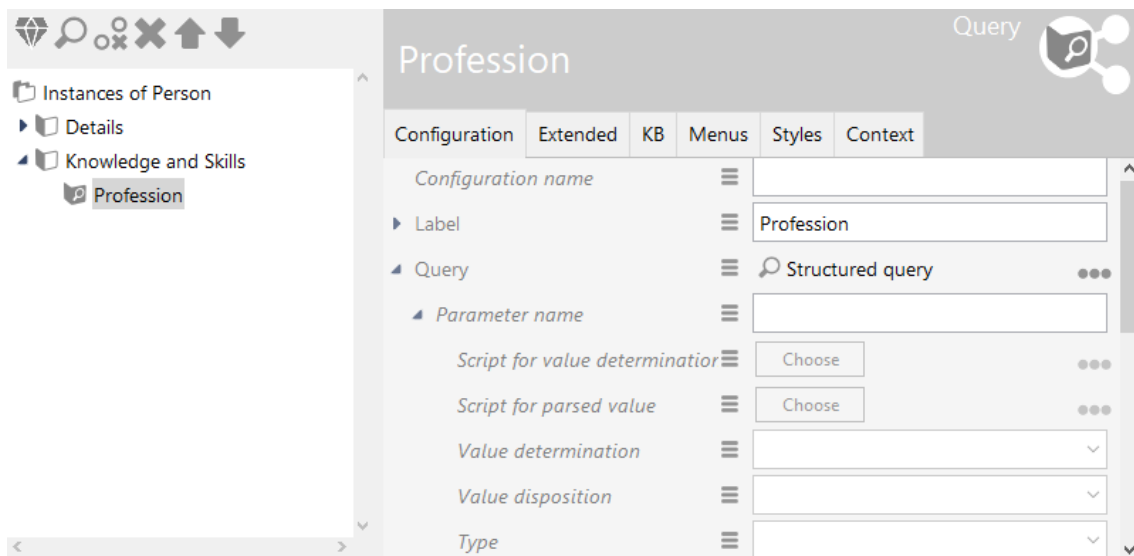 Instances of Person
Details
Knowledge and Skills
Profession
Query
Profession
Configuration Extended KB Menus Styles Context
Configuration name
Label Profession
Query Structured query
Parameter name
Script for value determination Choose
Script for parsed value Choose
Value determination
Value disposition
Type